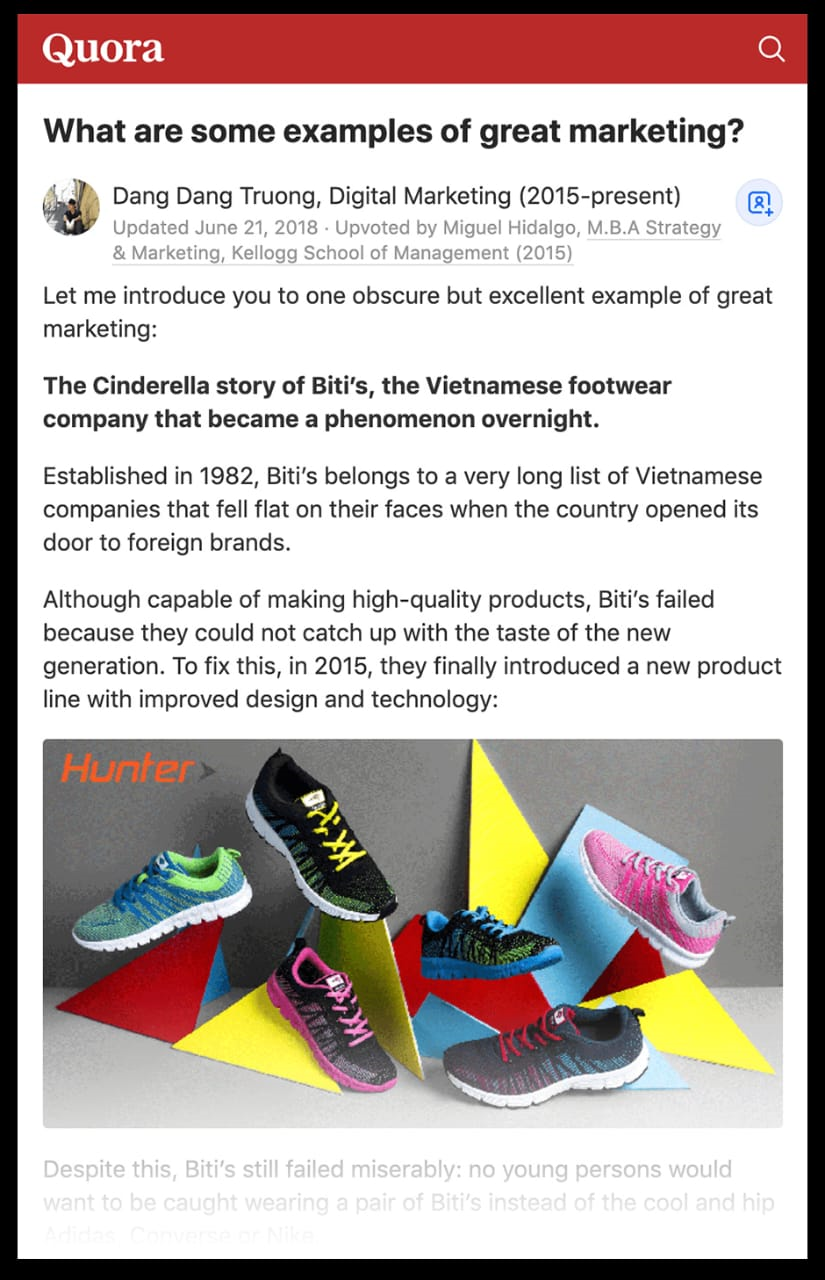 Quora
What are some examples of great marketing?
Dang Dang Truong, Digital Marketing (2015-present)
Updated June 21, 2018 · Upvoted by Miguel Hidalgo, M.B.A Strategy
& Marketing, Kellogg School of Management (2015)
Let me introduce you to one obscure but excellent example of great
marketing:
The Cinderella story of Biti’s, the Vietnamese footwear
company that became a phenomenon overnight.
Established in 1982, Biti’s belongs to a very long list of Vietnamese
companies that fell flat on their faces when the country opened its
door to foreign brands.
Although capable of making high-quality products, Biti’s failed
because they could not catch up with the taste of the new
generation. To fix this, in 2015, they finally introduced a new product
line with improved design and technology:
Hunter
Despite this, Biti’s still failed miserably: no young persons would
want to be caught wearing a pair of Biti’s instead of the cool and hip
Adidas, Converse or Nike.